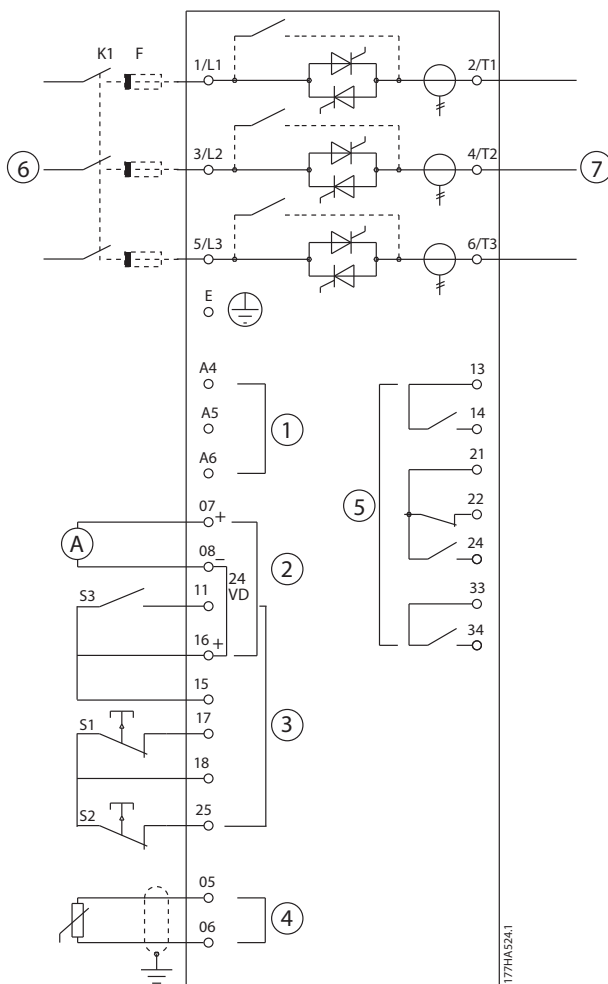 K1 F
1/L1 2/T1
6 3/L2 4/T2 7
5/L3 6/T3
E
A4 13
A5 1 14
A6 21
5 22
07 +
A 08 – 2 24
24
VD
S3 11 33
16 + 34
15
S1 17 3
18
S2 25
05
4
06
177HA524.1